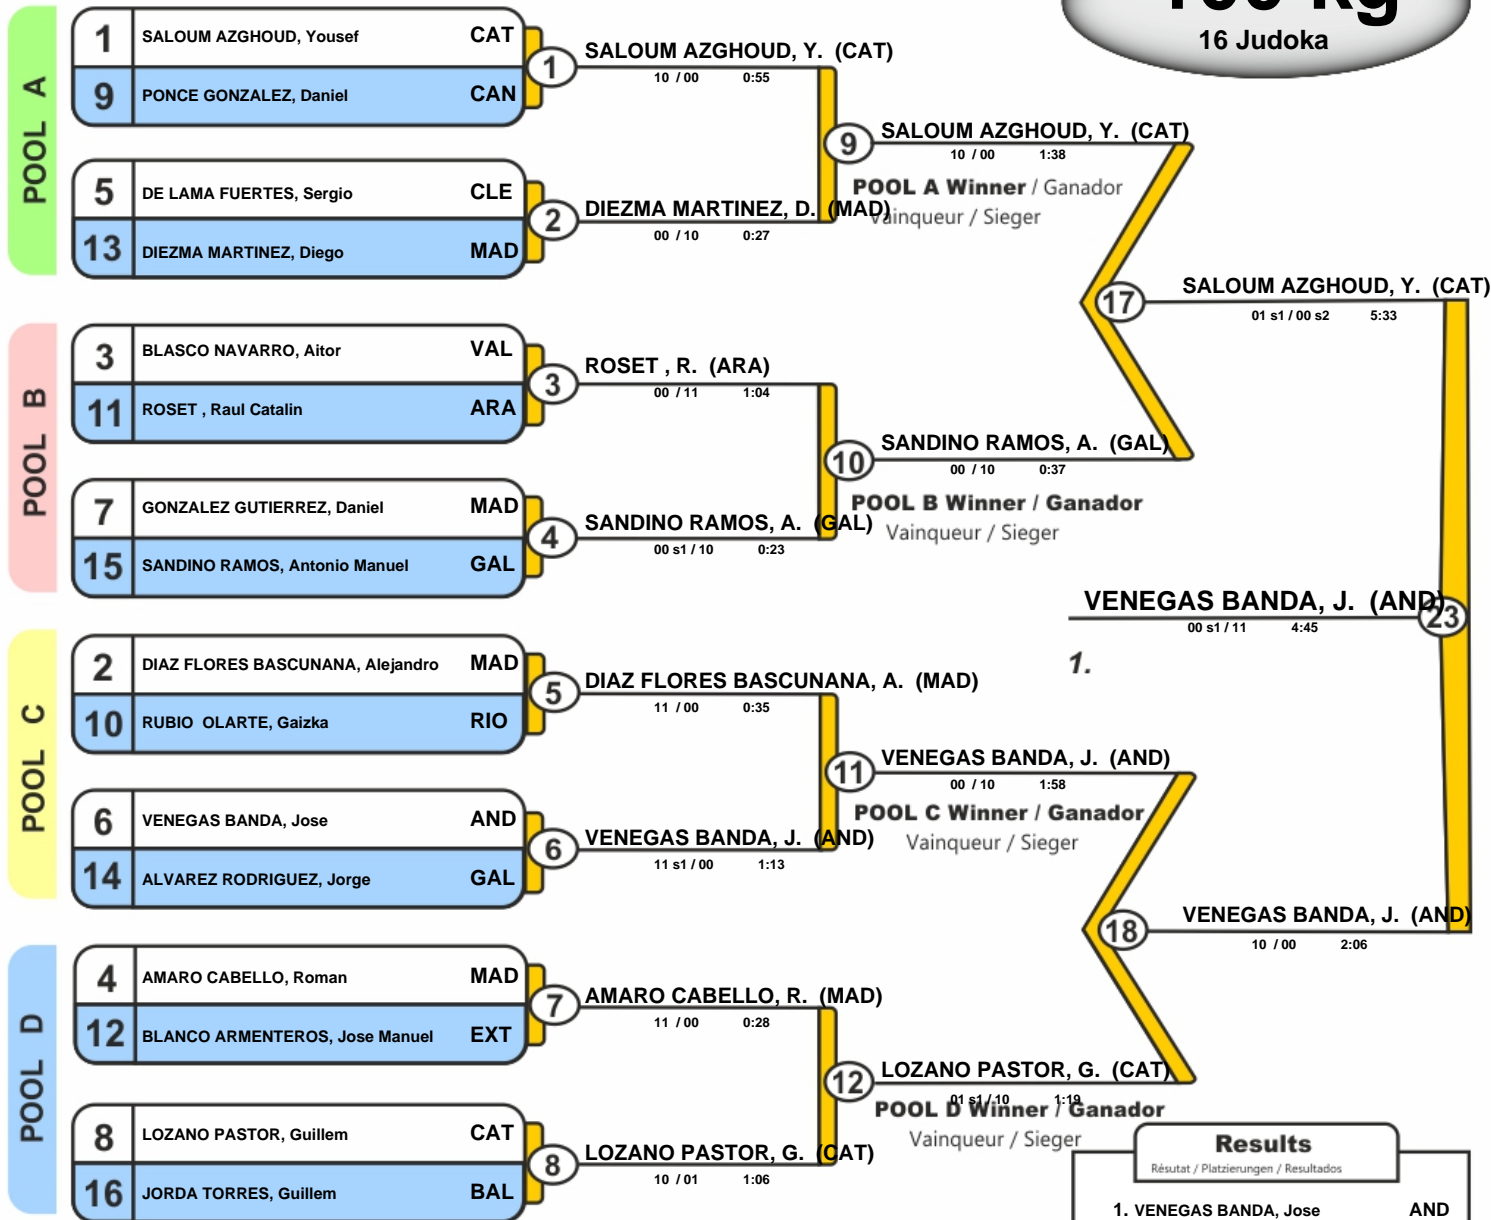 16 Judoka
POOL A
1 SALOUM AZGHOUD, Yousef CAT
9 PONCE GONZALEZ, Daniel CAN
1 SALOUM AZGHOUD, Y. (CAT)
10 / 00 0:55
5 DE LAMA FUERTES, Sergio CLE
13 DIEZMA MARTINEZ, Diego MAD
2 DIEZMA MARTINEZ, D. (MAD)
00 / 10 0:27
9 SALOUM AZGHOUD, Y. (CAT)
10 / 00 1:38
POOL A Winner / Ganador
Vainqueur / Sieger
POOL B
3 BLASCO NAVARRO, Aitor VAL
11 ROSET , Raul Catalin ARA
3 ROSET , R. (ARA)
00 / 11 1:04
7 GONZALEZ GUTIERREZ, Daniel MAD
15 SANDINO RAMOS, Antonio Manuel GAL
4 SANDINO RAMOS, A. (GAL)
00 s1 / 10 0:23
10 SANDINO RAMOS, A. (GAL)
00 / 10 0:37
POOL B Winner / Ganador
Vainqueur / Sieger
17 SALOUM AZGHOUD, Y. (CAT)
01 s1 / 00 s2 5:33
VENEGAS BANDA, J. (AND) 23
00 s1 / 11 4:45
1.
POOL C
2 DIAZ FLORES BASCUNANA, Alejandro MAD
10 RUBIO OLARTE, Gaizka RIO
5 DIAZ FLORES BASCUNANA, A. (MAD)
11 / 00 0:35
6 VENEGAS BANDA, Jose AND
14 ALVAREZ RODRIGUEZ, Jorge GAL
6 VENEGAS BANDA, J. (AND)
11 s1 / 00 1:13
11 VENEGAS BANDA, J. (AND)
00 / 10 1:58
POOL C Winner / Ganador
Vainqueur / Sieger
POOL D
4 AMARO CABELLO, Roman MAD
12 BLANCO ARMENTEROS, Jose Manuel EXT
7 AMARO CABELLO, R. (MAD)
11 / 00 0:28
8 LOZANO PASTOR, Guillem CAT
16 JORDA TORRES, Guillem BAL
8 LOZANO PASTOR, G. (CAT)
10 / 01 1:06
12 LOZANO PASTOR, G. (CAT)
01 s1 / 10 1:19
POOL D Winner / Ganador
Vainqueur / Sieger
18 VENEGAS BANDA, J. (AND)
10 / 00 2:06
Results
Résutat / Platzierungen / Resultados
1. VENEGAS BANDA, Jose AND